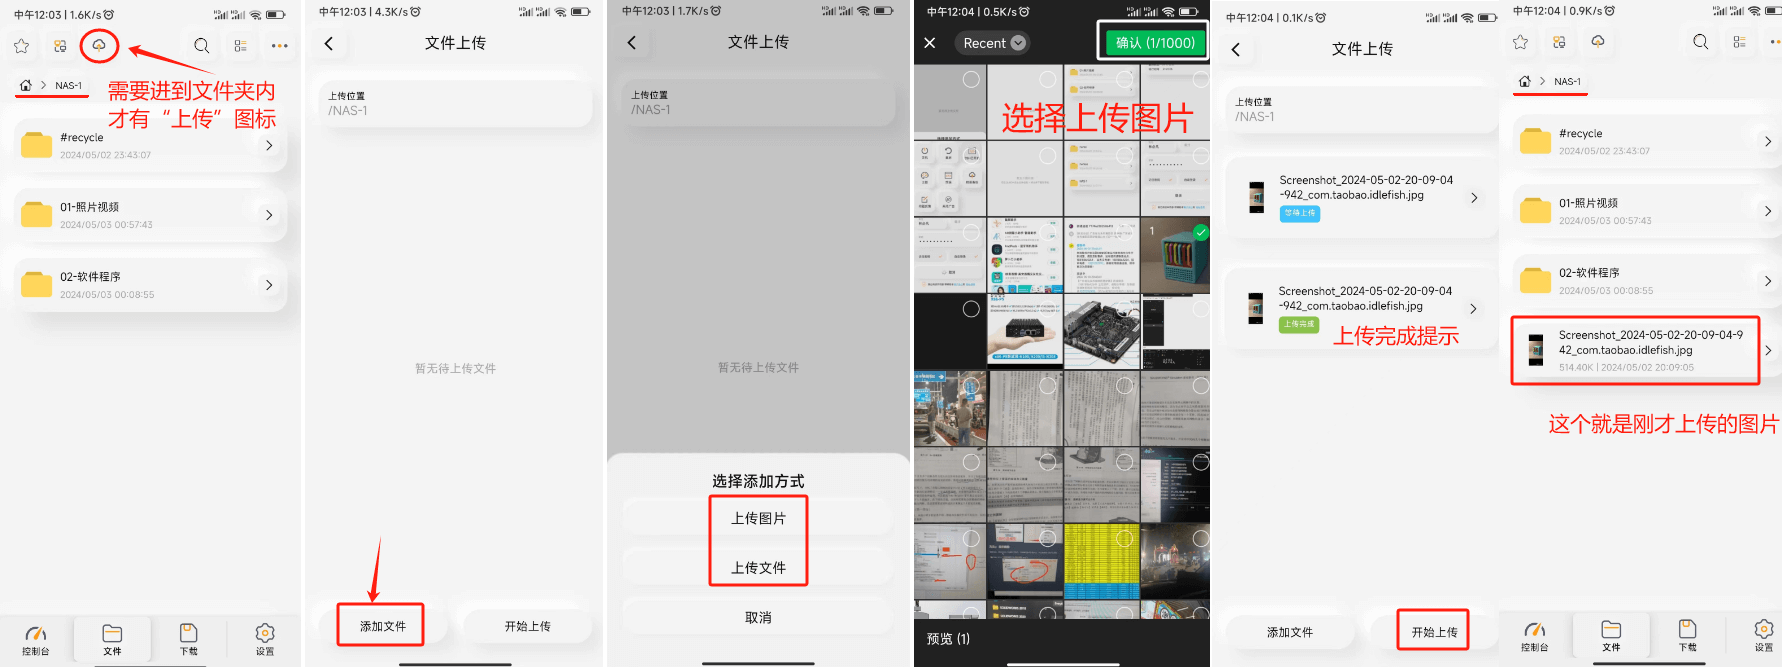 中午12:03 | 1.6K/s
NAS-1
需要进到文件夹内
才有“上传”图标
#recycle
2024/05/02 23:43:07
01-照片视频
2024/05/03 00:57:43
02-软件程序
2024/05/03 00:08:55
控制台
文件
下载
设置
中午12:03 | 4.3K/s
文件上传
上传位置
/NAS-1
暂无待上传文件
添加文件
开始上传
中午12:03 | 1.7K/s
文件上传
上传位置
/NAS-1
暂无待上传文件
选择添加方式
上传图片
上传文件
取消
中午12:04 | 0.5K/s
Recent
确认 (1/1000)
选择上传图片
1
预览 (1)
中午12:04 | 0.1K/s
文件上传
上传位置
/NAS-1
Screenshot_2024-05-02-20-09-04
-942_com.taobao.idlefish.jpg
等待上传
Screenshot_2024-05-02-20-09-04
-942_com.taobao.idlefish.jpg
上传完成
上传完成提示
添加文件
开始上传
中午12:04 | 0.9K/s
NAS-1
#recycle
2024/05/02 23:43:07
01-照片视频
2024/05/03 00:57:43
02-软件程序
2024/05/03 00:08:55
Screenshot_2024-05-02-20-09-04-9
42_com.taobao.idlefish.jpg
514.40K | 2024/05/02 20:09:05
这个就是刚才上传的图片
控制台
文件
下载
设置